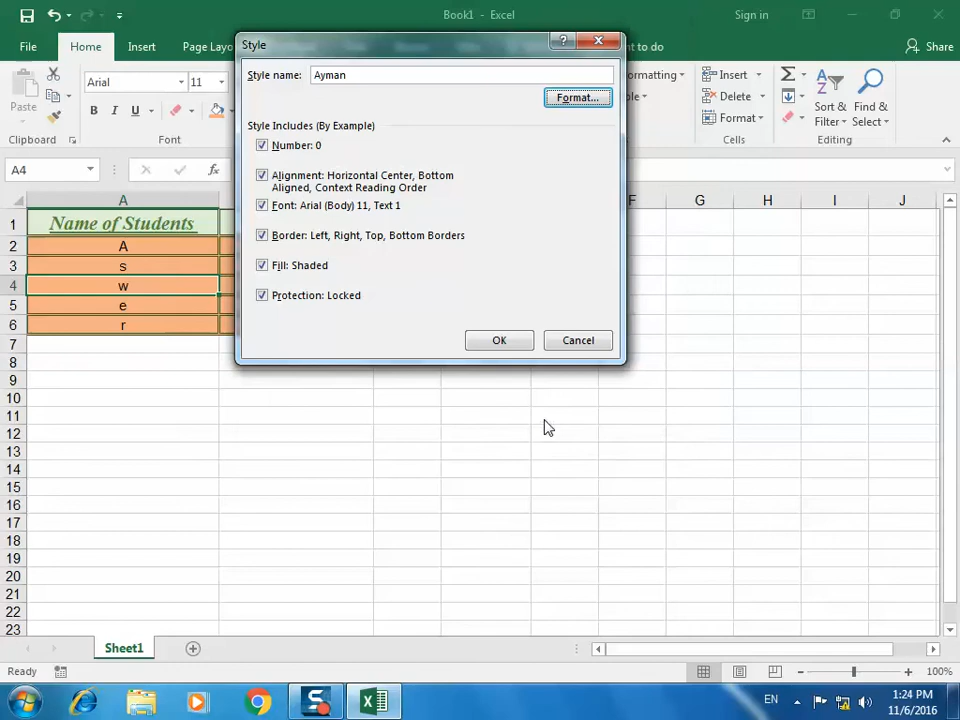 Book1 - Excel
Sign in
File Home Insert Page Layo
nt to do
Share
Arial 11
Paste
B I U
ormatting
Insert
Delete
Format
Sort & Filter
Find & Select
Clipboard
Font
Cells
Editing
A4
fx
Style
?
Style name: Ayman
Format...
Style Includes (By Example)
Number: 0
Alignment: Horizontal Center, Bottom
Aligned, Context Reading Order
Font: Arial (Body) 11, Text 1
Border: Left, Right, Top, Bottom Borders
Fill: Shaded
Protection: Locked
OK Cancel
A F G H I J
1 Name of Students
2 A
3 s
4 w
5 e
6 r
7
8
9
10
11
12
13
14
15
16
17
18
19
20
21
22
23
Sheet1
Ready
100%
EN
1:24 PM
11/6/2016